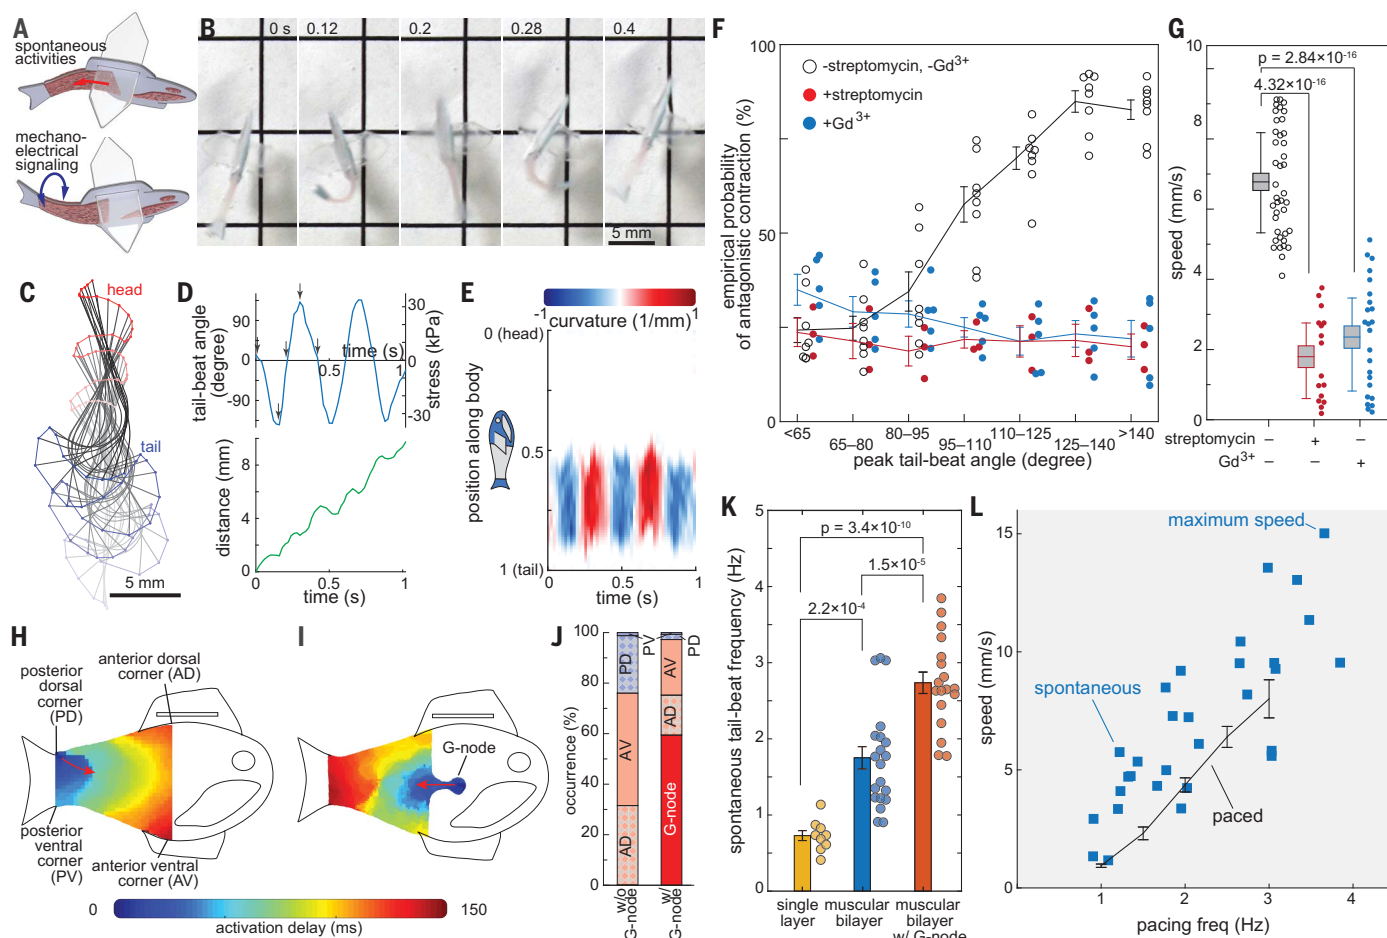 A
spontaneous
activities
mechano-
electrical
signaling
B
0 s
0.12
0.2
0.28
0.4
5 mm
C
head
tail
5 mm
D
tail-beat angle
(degree)
90
0
-90
time (s)
0.5
1
stress (kPa)
30
0
-30
distance (mm)
8
4
0
0
0.5
1
time (s)
E
-1
curvature (1/mm)
1
position along body
0 (head)
0.5
1 (tail)
0
0.5
1
time (s)
F
empirical probability
of antagonistic contraction (%)
100
50
0
-streptomycin, -Gd3+
+streptomycin
+Gd3+
<65
65–80
80–95
95–110
110–125
125–140
>140
peak tail-beat angle (degree)
G
speed (mm/s)
10
8
6
4
2
0
p = 2.84×10-16
4.32×10-16
streptomycin – + –
Gd3+ – – +
H
posterior
dorsal
corner
(PD)
anterior dorsal
corner (AD)
posterior
ventral
corner
(PV)
anterior ventral
corner (AV)
I
G-node
0
150
activation delay (ms)
J
occurrence (%)
100
80
60
40
20
0
PD
AV
AD
PV
PD
AV
AD
G-node
w/o
G-node
w/
G-node
K
spontaneous tail-beat frequency (Hz)
5
4
3
2
1
0
p = 3.4×10-10
1.5×10-5
2.2×10-4
single
layer
muscular
bilayer
muscular
bilayer
w/ G-node
L
speed (mm/s)
15
10
5
0
maximum speed
spontaneous
paced
1
2
3
4
pacing freq (Hz)